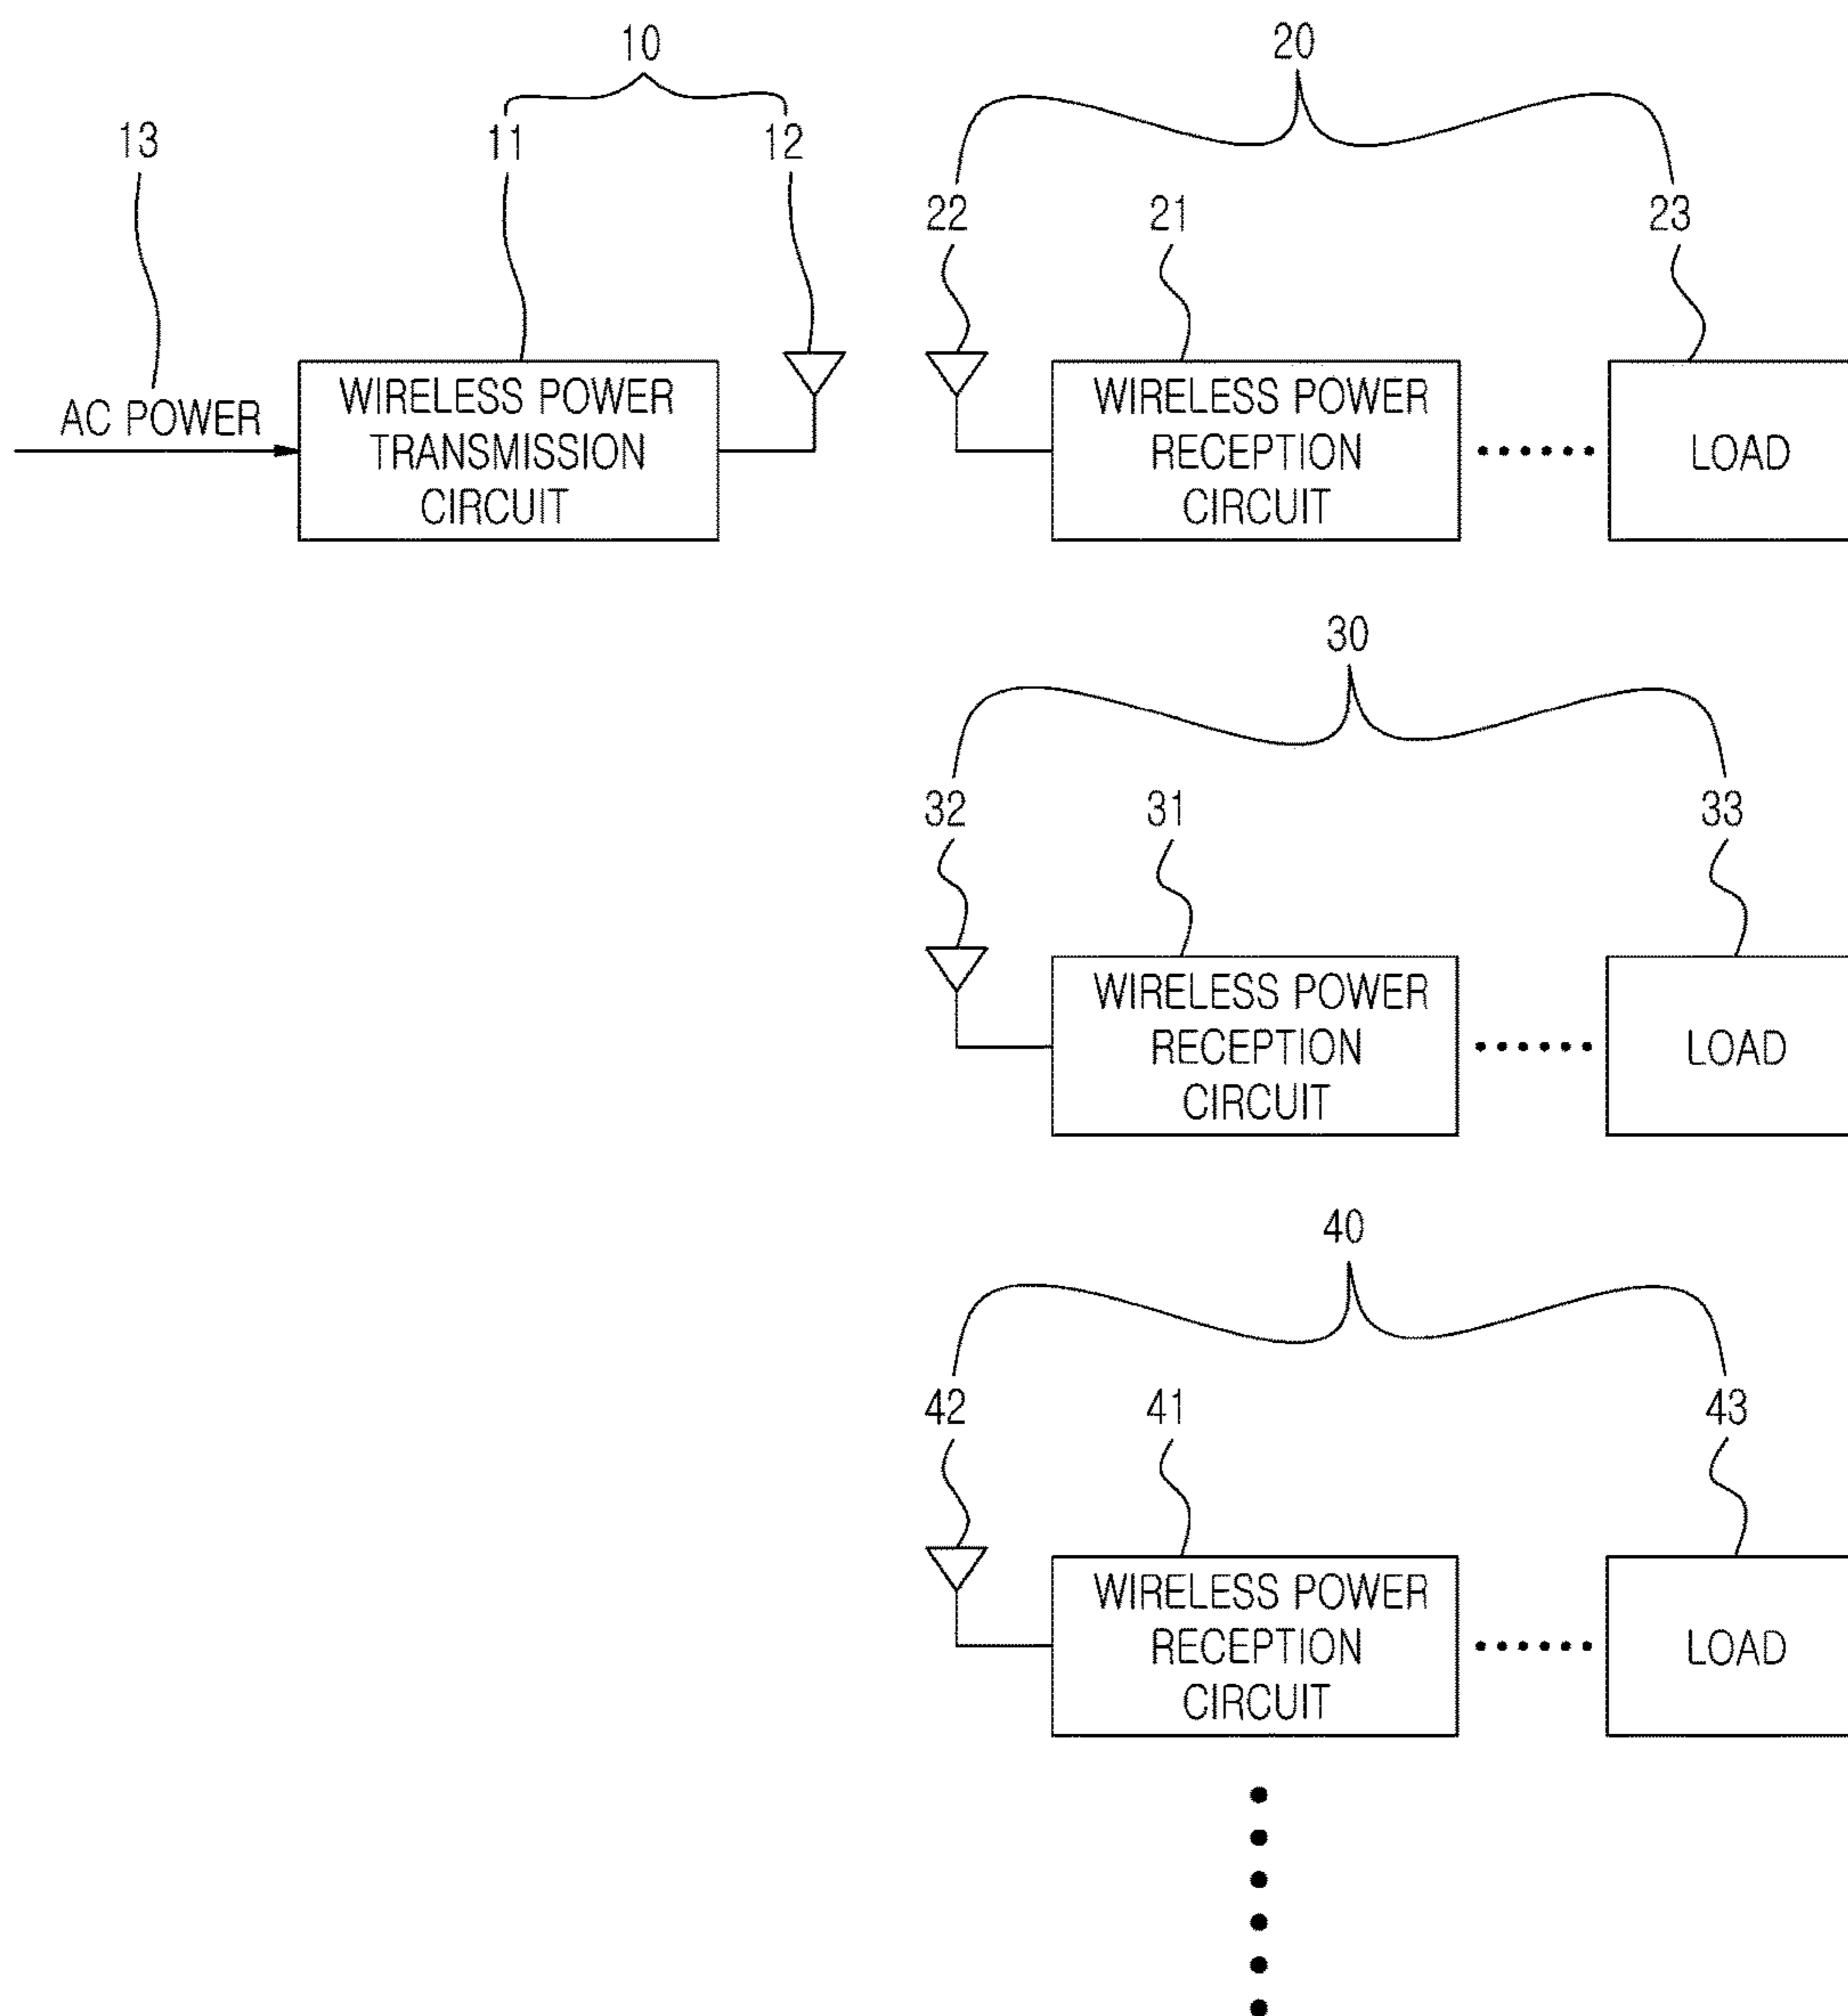 10
20
13
11
12
22
21
23
AC POWER
WIRELESS POWER
TRANSMISSION
CIRCUIT
WIRELESS POWER
RECEPTION
CIRCUIT
LOAD
30
32
31
33
WIRELESS POWER
RECEPTION
CIRCUIT
LOAD
40
42
41
43
WIRELESS POWER
RECEPTION
CIRCUIT
LOAD